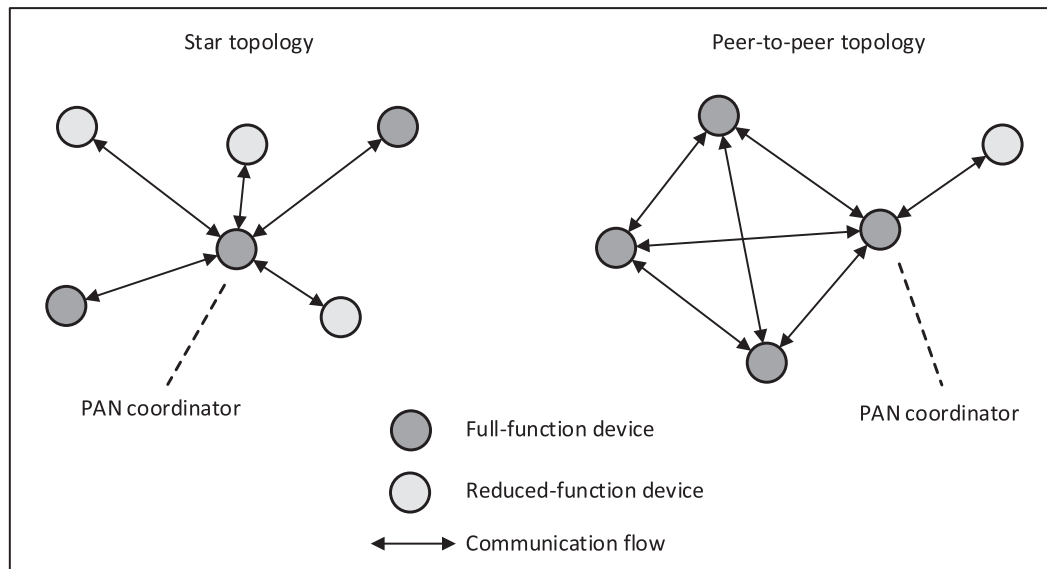 Star topology
Peer-to-peer topology
PAN coordinator
PAN coordinator
Full-function device
Reduced-function device
Communication flow